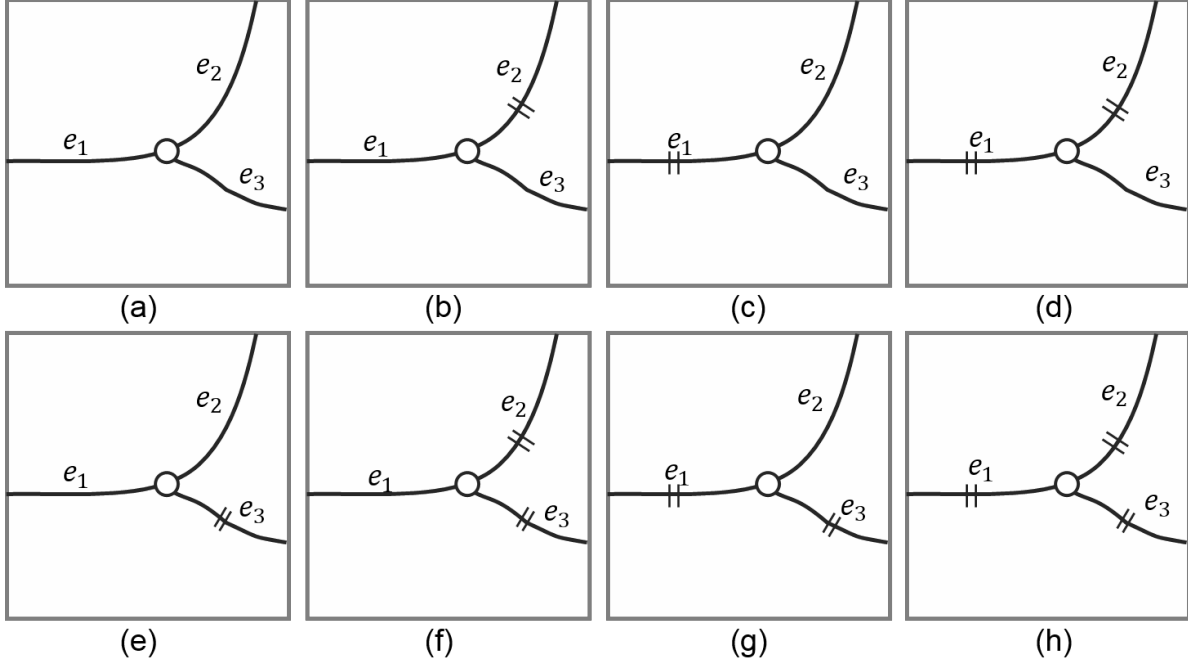 e₂ e₂ e₂ e₂
e₁ e₁ e₁ e₁
e₃ e₃ e₃ e₃
(a) (b) (c) (d)
e₂ e₂ e₂ e₂
e₁ e₁ e₁ e₁
e₃ e₃ e₃ e₃
(e) (f) (g) (h)